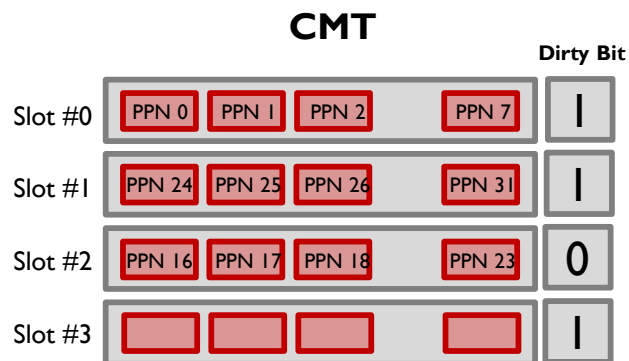 CMT
Dirty Bit
Slot #0 PPN 0 PPN 1 PPN 2 PPN 7 1
Slot #1 PPN 24 PPN 25 PPN 26 PPN 31 1
Slot #2 PPN 16 PPN 17 PPN 18 PPN 23 0
Slot #3 1